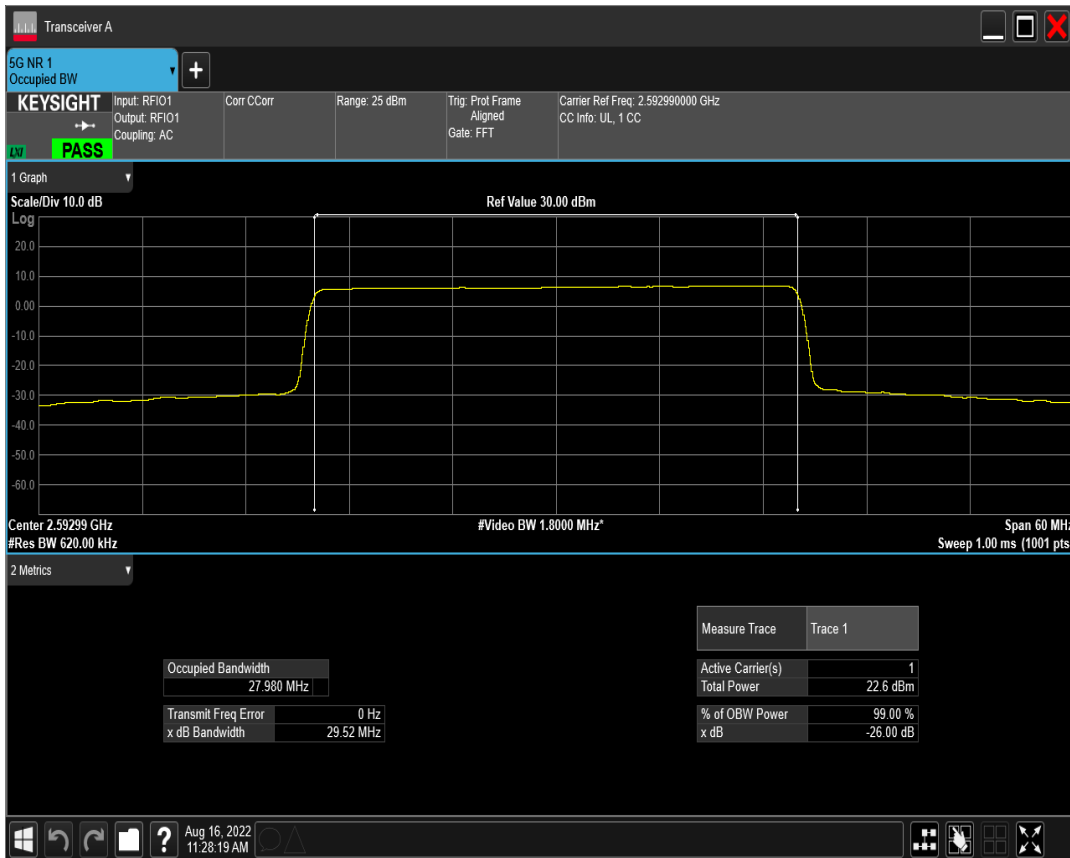 Transceiver A
5G NR 1
Occupied BW
KEYSIGHT
Input: RFIO1
Output: RFIO1
Coupling: AC
Corr CCorr
Range: 25 dBm
Trig: Prot Frame
Aligned
Gate: FFT
Carrier Ref Freq: 2.592990000 GHz
CC Info: UL, 1 CC
LXI
PASS
1 Graph
Scale/Div 10.0 dB
Ref Value 30.00 dBm
Log
20.0
10.0
0.00
-10.0
-20.0
-30.0
-40.0
-50.0
-60.0
Center 2.59299 GHz
#Video BW 1.8000 MHz*
Span 60 MHz
#Res BW 620.00 kHz
Sweep 1.00 ms (1001 pts
2 Metrics
Measure Trace Trace 1
Occupied Bandwidth
27.980 MHz
Active Carrier(s) 1
Total Power 22.6 dBm
Transmit Freq Error 0 Hz
x dB Bandwidth 29.52 MHz
% of OBW Power 99.00 %
x dB -26.00 dB
Aug 16, 2022
11:28:19 AM